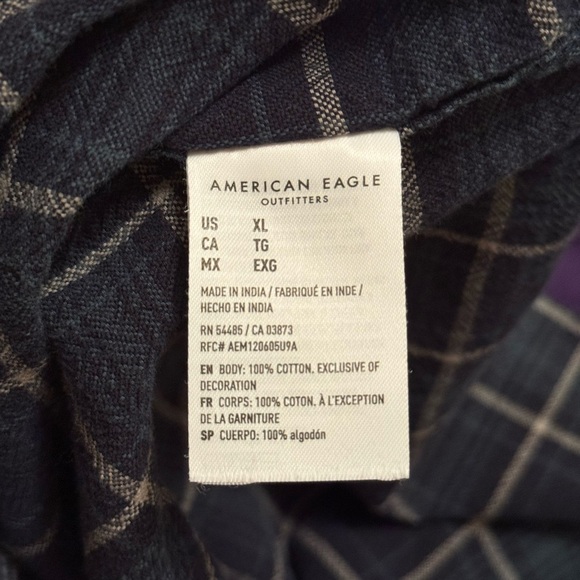 AMERICAN EAGLE
OUTFITTERS
US XL
CA TG
MX EXG
MADE IN INDIA / FABRIQUÉ EN INDE /
HECHO EN INDIA
RN 54485 / CA 03873
RFC# AEM120605U9A
EN BODY: 100% COTTON. EXCLUSIVE OF
DECORATION
FR CORPS: 100% COTON. À L'EXCEPTION
DE LA GARNITURE
SP CUERPO: 100% algodón